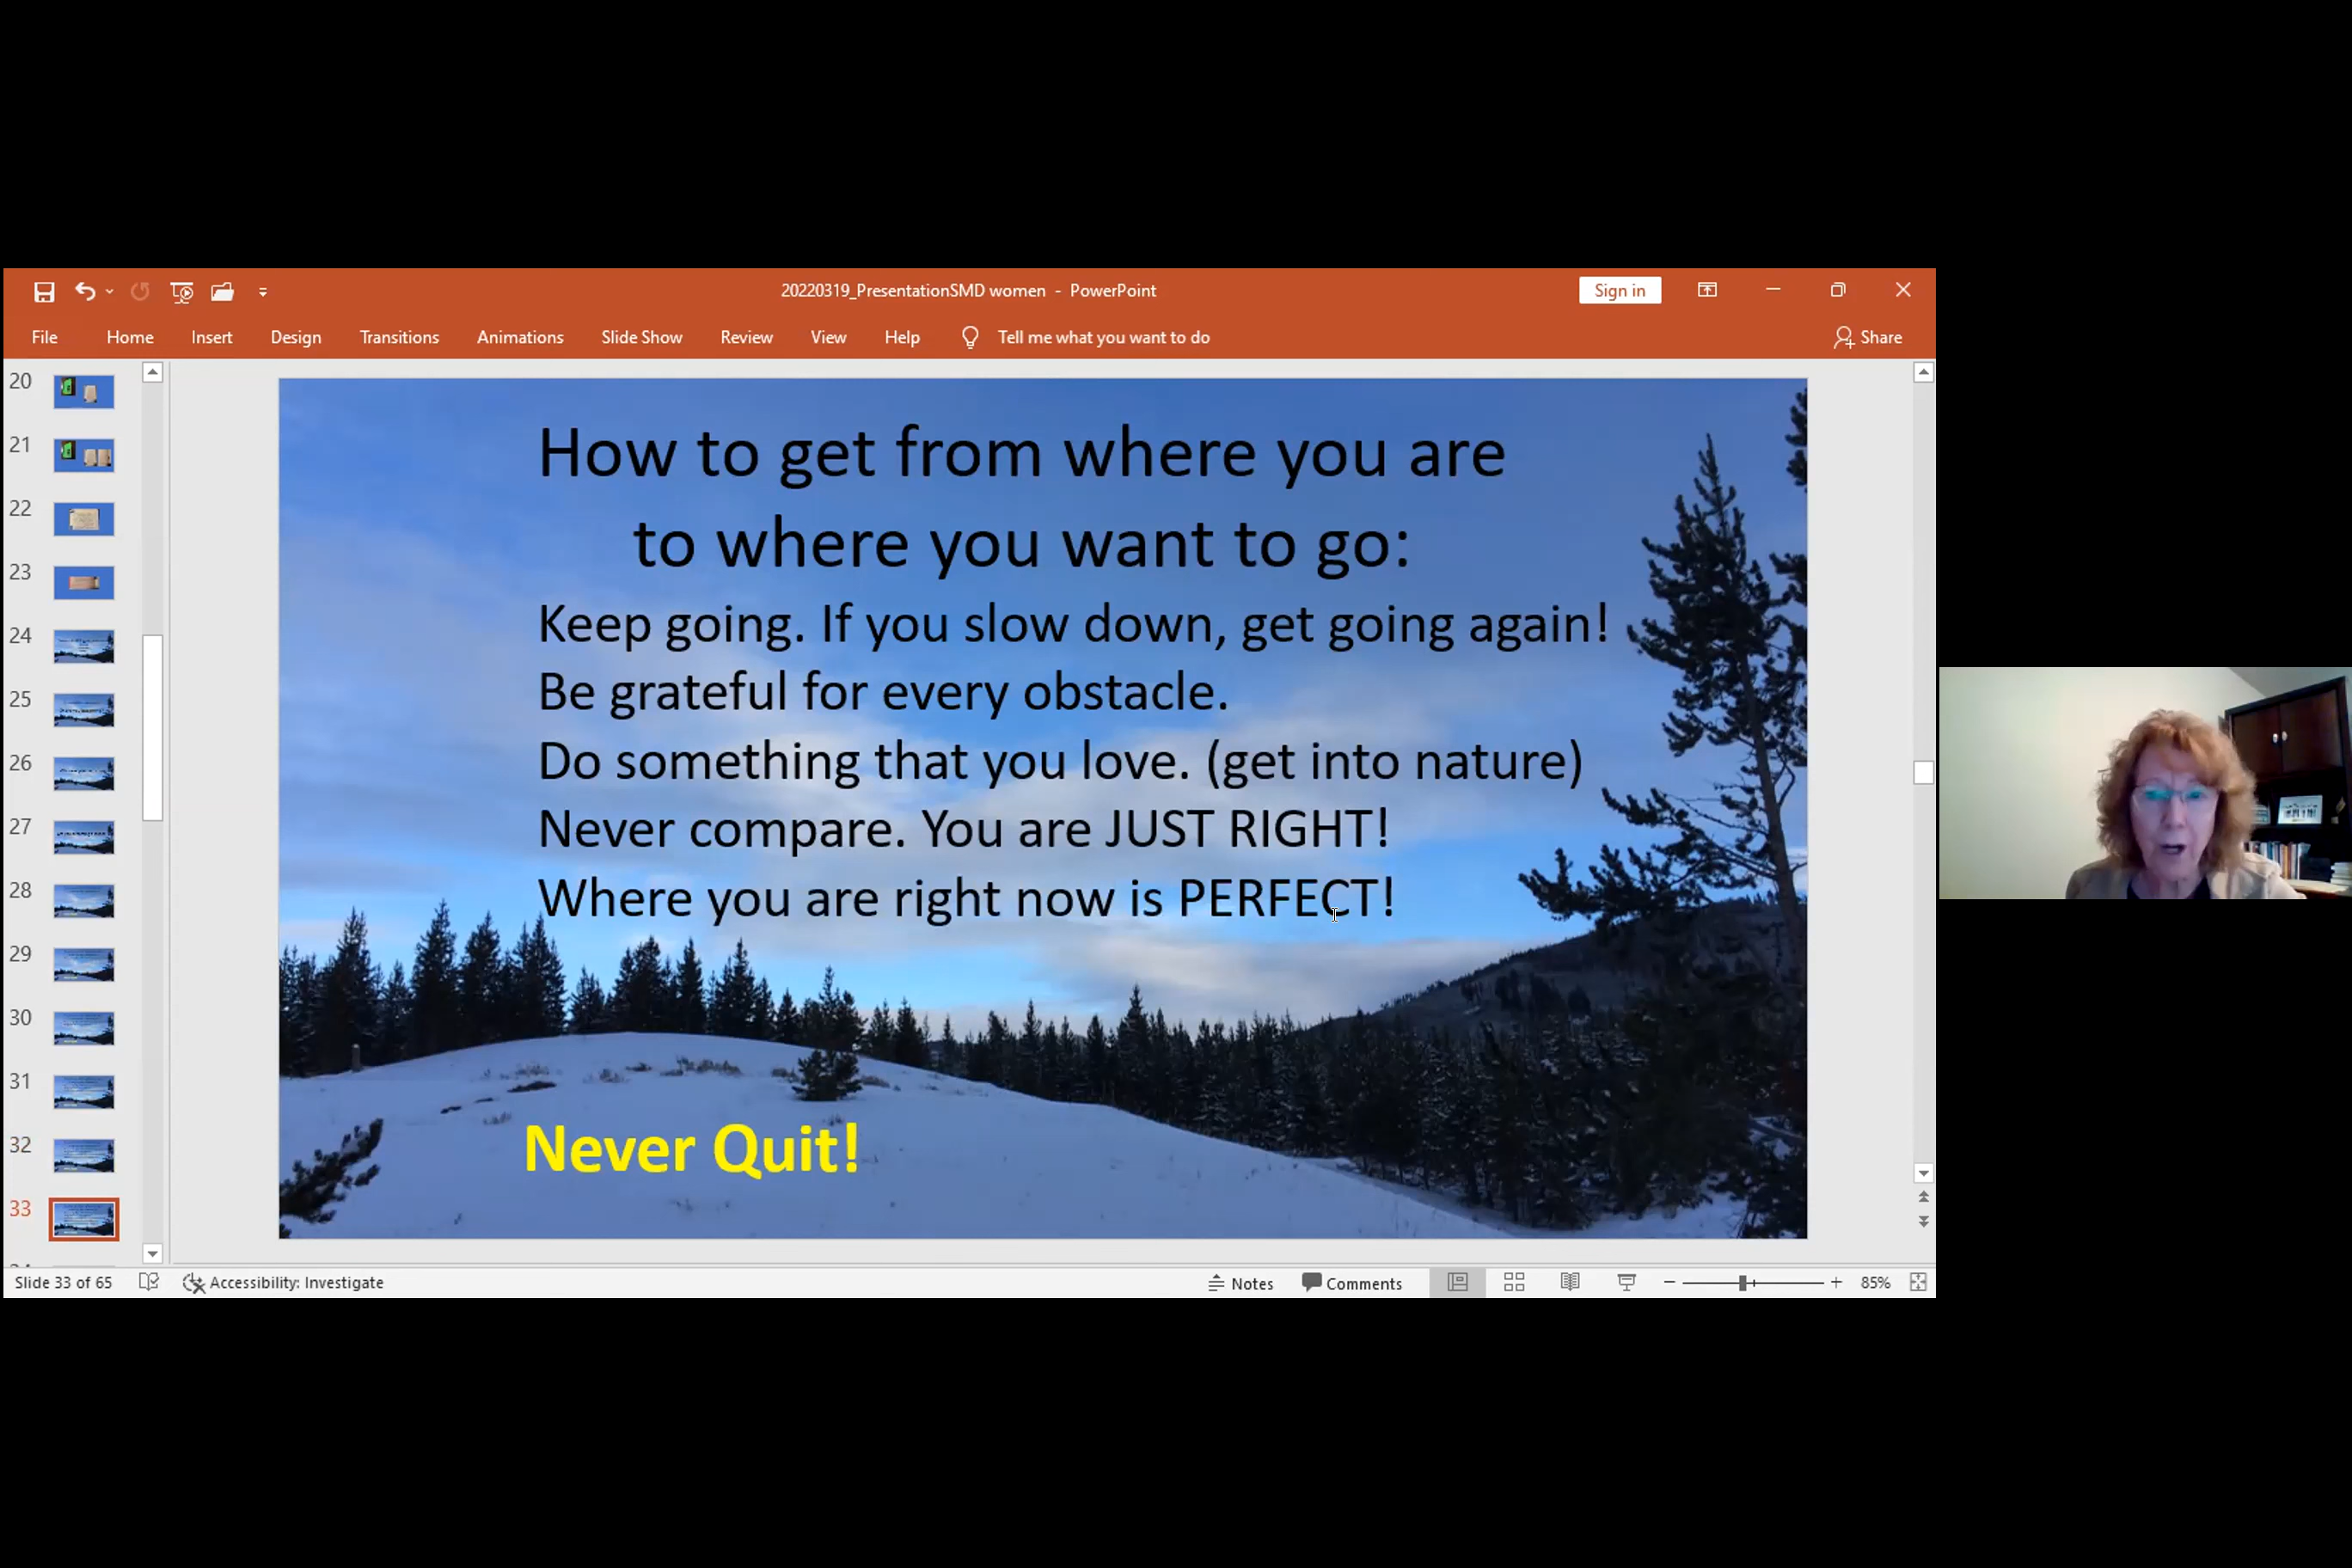 20220319_PresentationSMD women - PowerPoint
Sign in
File Home Insert Design Transitions Animations Slide Show Review View Help Tell me what you want to do Share
20
21
22
23
24
25
26
27
28
29
30
31
32
33
How to get from where you are
to where you want to go:
Keep going. If you slow down, get going again!
Be grateful for every obstacle.
Do something that you love. (get into nature)
Never compare. You are JUST RIGHT!
Where you are right now is PERFECT!
Never Quit!
Slide 33 of 65 Accessibility: Investigate Notes Comments 85%